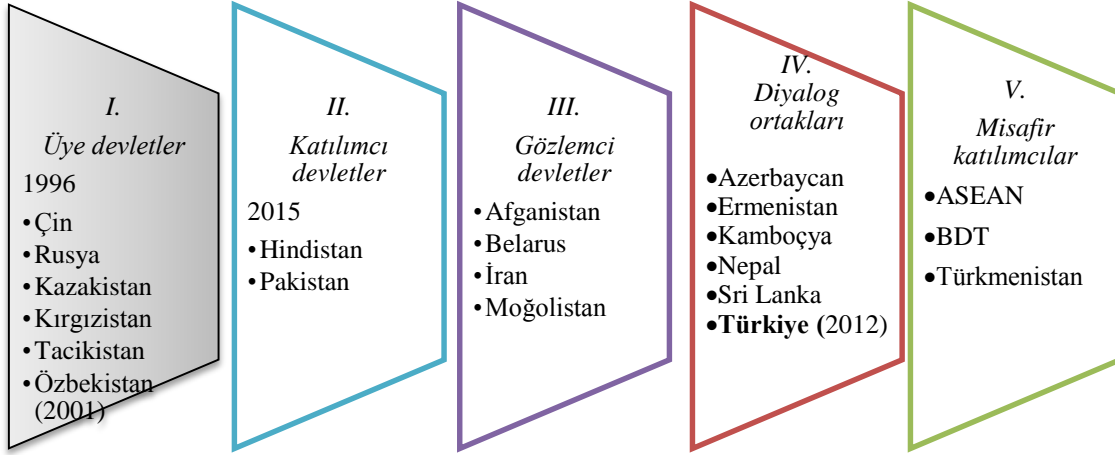 I.
Üye devletler
1996
•Çin
•Rusya
•Kazakistan
•Kırgızistan
•Tacikistan
•Özbekistan
(2001)
II.
Katılımcı
devletler
2015
•Hindistan
•Pakistan
III.
Gözlemci
devletler
•Afganistan
•Belarus
•İran
•Moğolistan
IV.
Diyalog
ortakları
•Azerbaycan
•Ermenistan
•Kamboçya
•Nepal
•Sri Lanka
•Türkiye (2012)
V.
Misafir
katılımcılar
•ASEAN
•BDT
•Türkmenistan